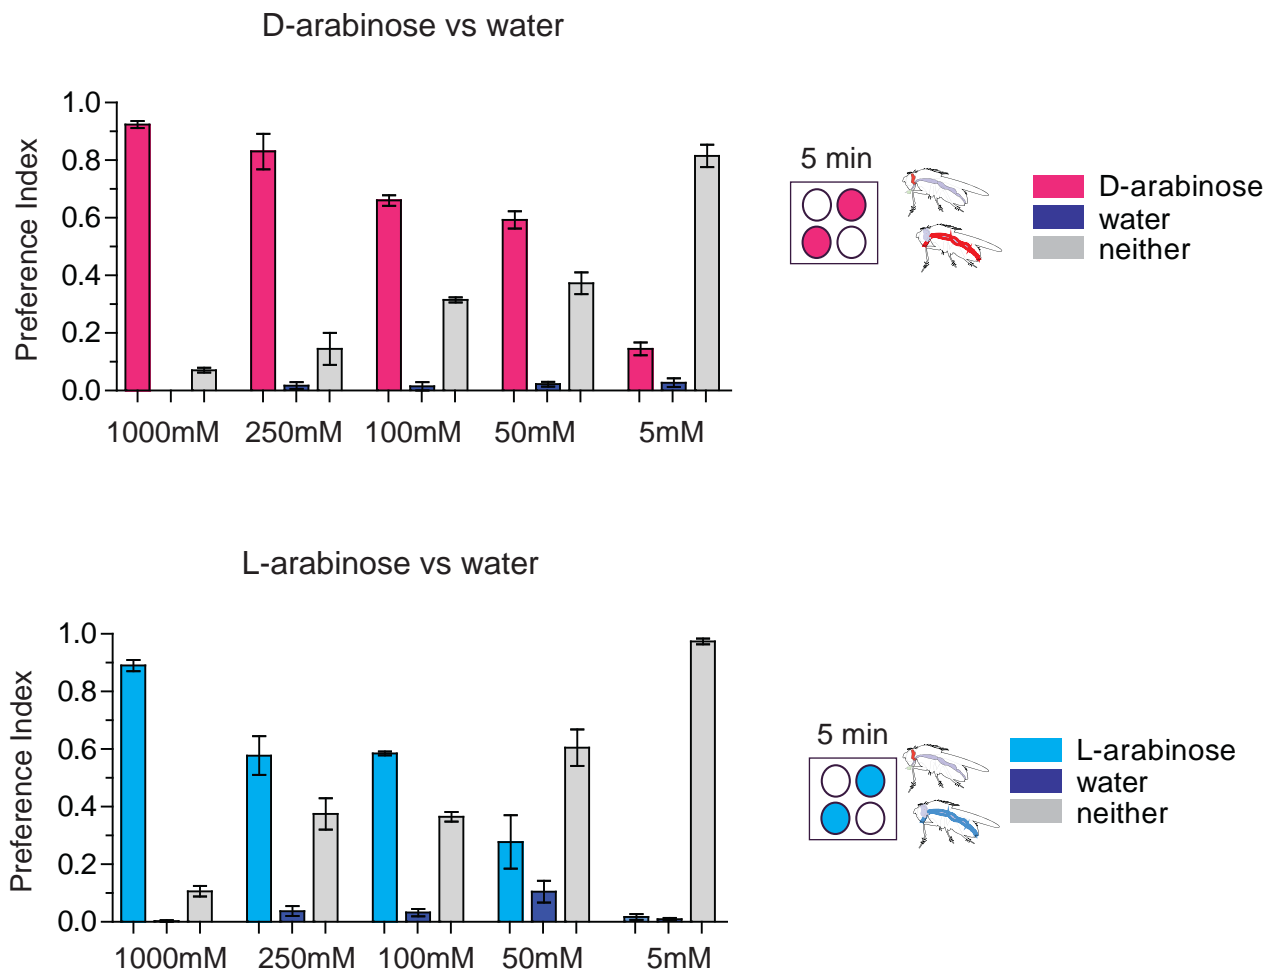 D-arabinose vs water
Preference Index
1.0
0.8
0.6
0.4
0.2
0.0
1000mM 250mM 100mM 50mM 5mM
5 min
D-arabinose
water
neither
L-arabinose vs water
Preference Index
1.0
0.8
0.6
0.4
0.2
0.0
1000mM 250mM 100mM 50mM 5mM
5 min
L-arabinose
water
neither